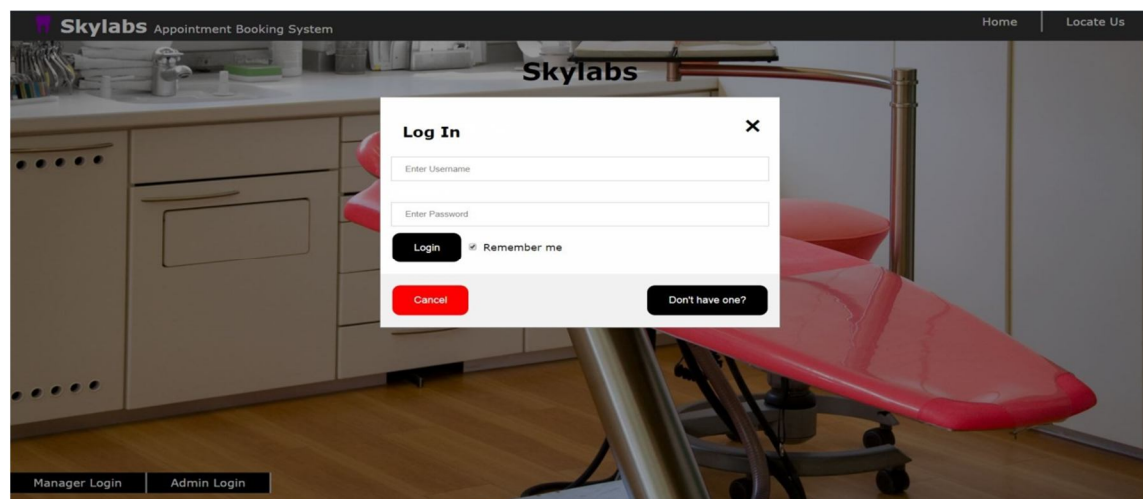 Skylabs Appointment Booking System
Home
Locate Us
Skylabs
Log In
×
Enter Username
Enter Password
Login
Remember me
Cancel
Don't have one?
Manager Login
Admin Login